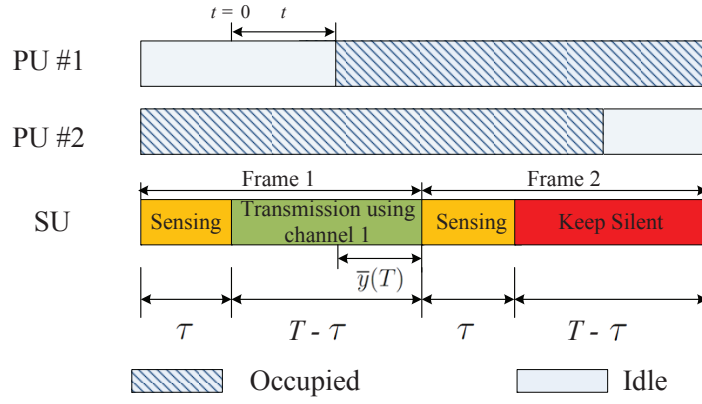 t = 0 t
PU #1
PU #2
Frame 1 Frame 2
SU
Sensing
Transmission using
channel 1
Sensing
Keep Silent
y̅(T)
τ T - τ τ T - τ
Occupied Idle